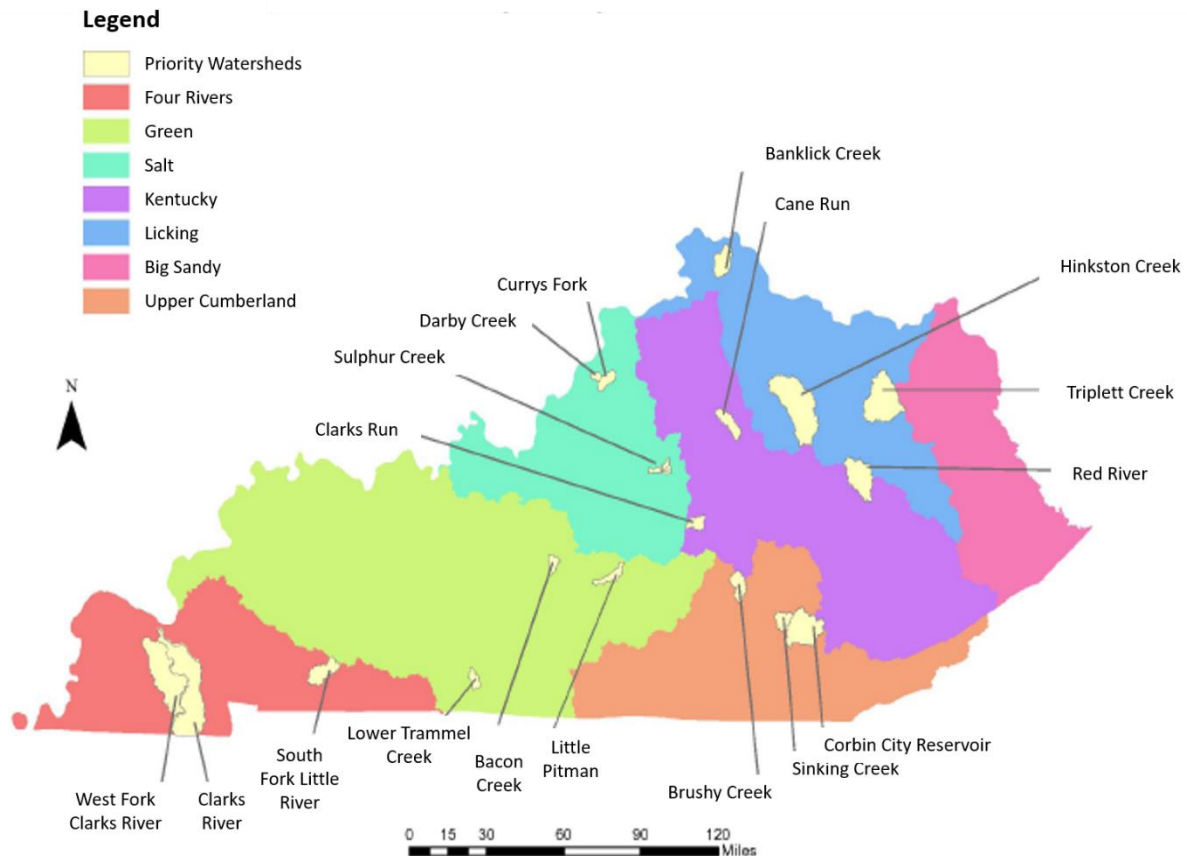 Legend
Priority Watersheds
Four Rivers
Green
Salt
Kentucky
Licking
Big Sandy
Upper Cumberland
Banklick Creek
Cane Run
Hinkston Creek
Currys Fork
Darby Creek
Sulphur Creek
N
Triplett Creek
Clarks Run
Red River
Lower Trammel
Creek
Bacon
Creek
Little
Pitman
Corbin City Reservoir
Sinking Creek
South
Fork Little
River
Brushy Creek
West Fork
Clarks River
Clarks
River
0 15 30 60 90 120
Miles